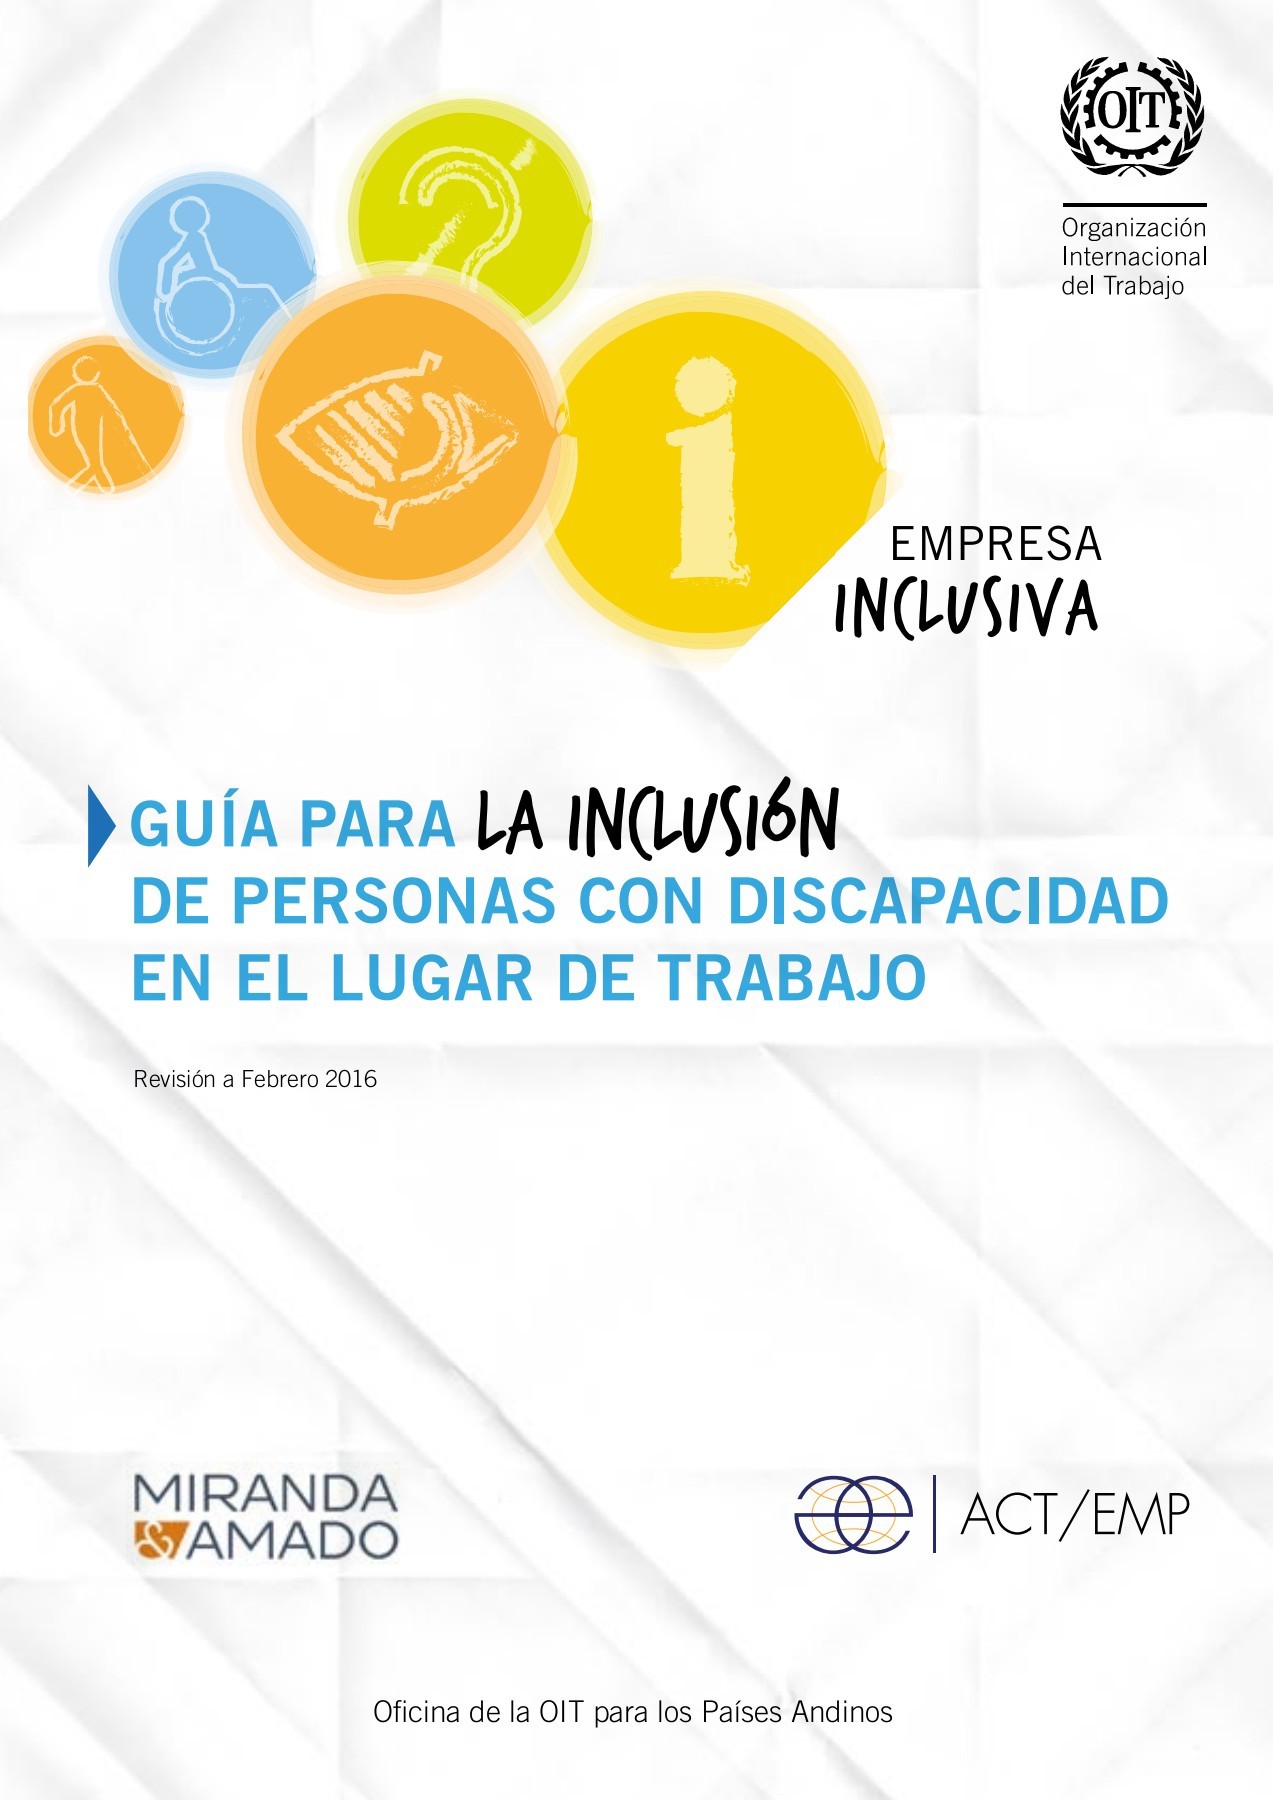 OIT
Organización
Internacional
del Trabajo
i
EMPRESA
INCLUSIVA
GUÍA PARA LA INCLUSIÓN
DE PERSONAS CON DISCAPACIDAD
EN EL LUGAR DE TRABAJO
Revisión a Febrero 2016
MIRANDA
&AMADO
ACT/EMP
Oficina de la OIT para los Países Andinos